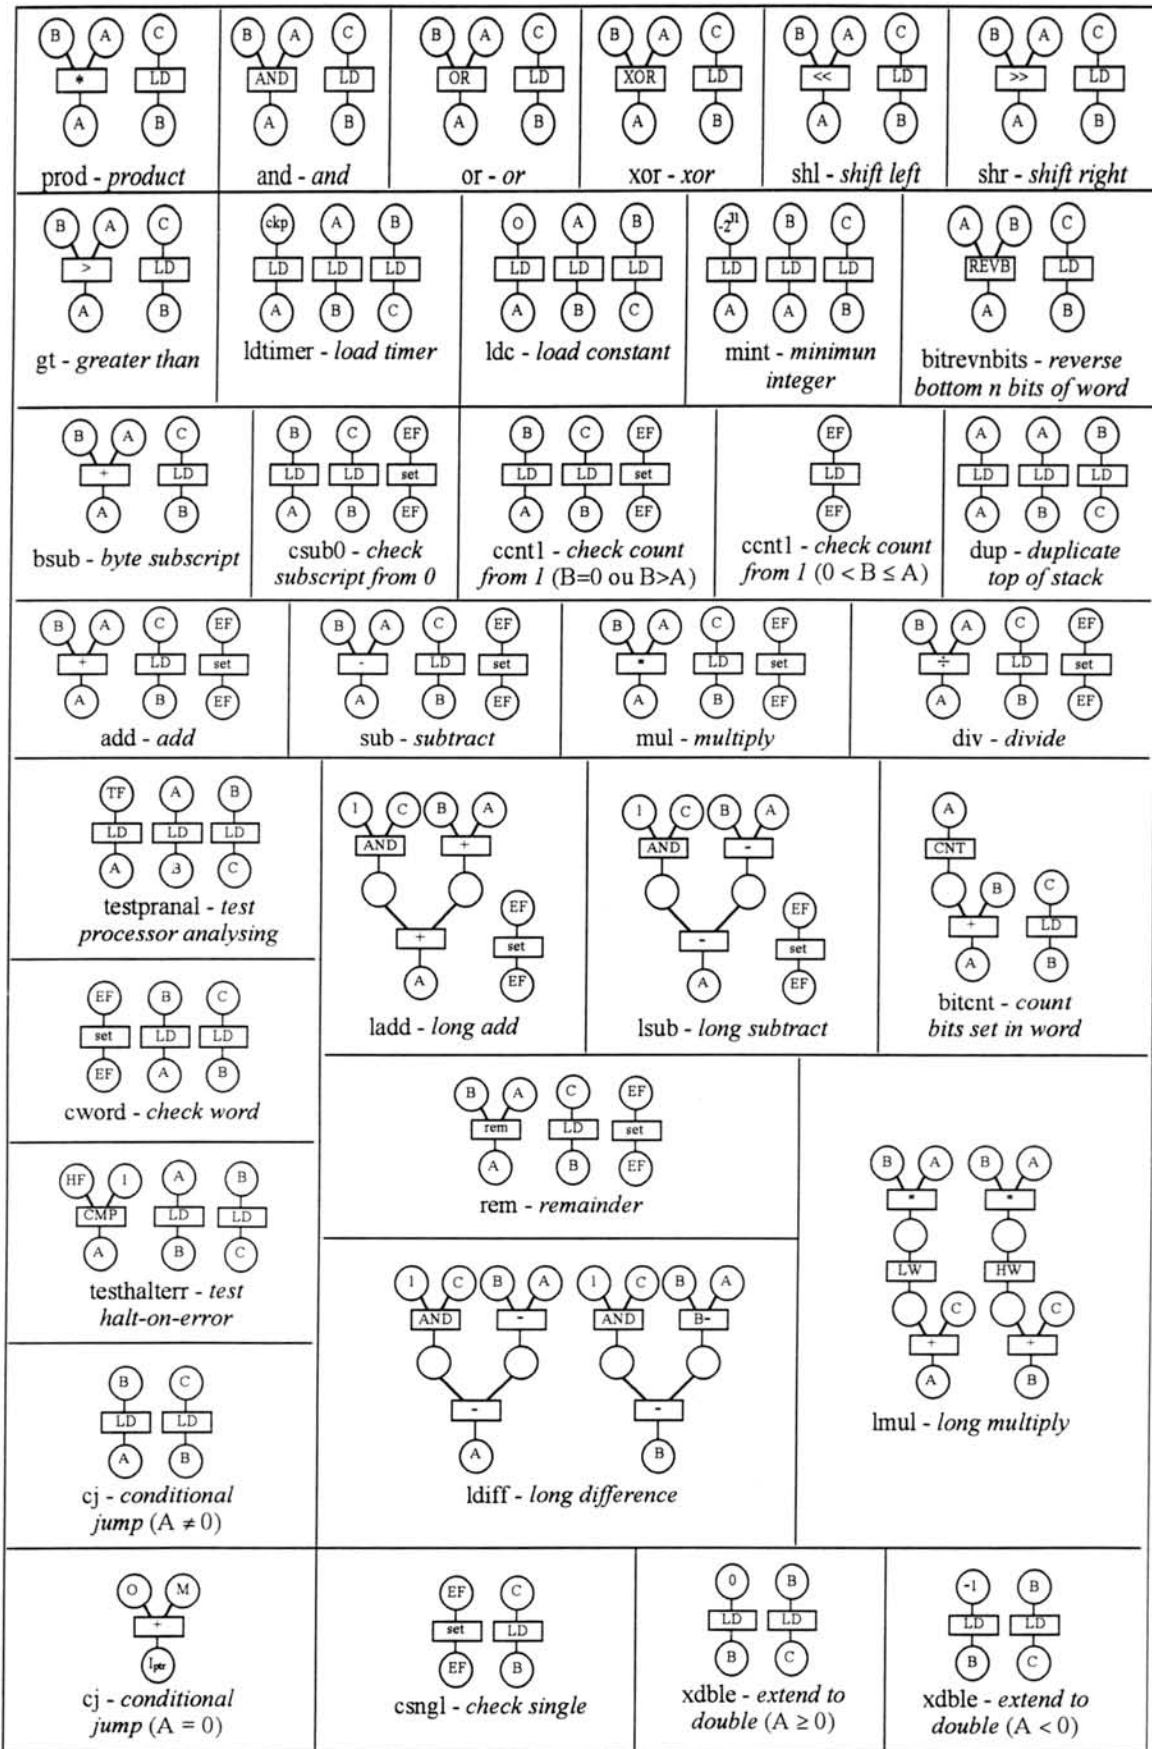 B A C B A C B A C B A C B A C B A C
* LD AND LD OR LD XOR LD << LD >> LD
A B A B A B A B A B A B
prod - product and - and or - or xor - xor shl - shift left shr - shift right
B A C ckp A B O A B -2³¹ B C A B C
> LD LD LD LD LD LD LD LD LD LD REVB LD
A B A B C A B C A A B A B
gt - greater than ldtimer - load timer ldc - load constant mint - minimun bitrevnbits - reverse
integer bottom n bits of word
B A C B C EF B C EF EF A A B
+ LD LD LD set LD LD set LD LD LD LD
A B A B EF A B EF EF A B C
bsub - byte subscript csub0 - check ccnt1 - check count ccnt1 - check count dup - duplicate
subscript from 0 from 1 (B=0 ou B>A) from 1 (0 < B ≤ A) top of stack
B A C EF B A C EF B A C EF B A C EF
+ LD set - LD set * LD set ÷ LD set
A B EF A B EF A B EF A B EF
add - add sub - subtract mul - multiply div - divide
TF A B
LD LD LD
A B C
testpranal - test
processor analysing
1 C B A
AND +
EF
+ set
A EF
ladd - long add
1 C B A
AND -
EF
- set
A EF
lsub - long subtract
A
CNT
B C
+ LD
A B
bitcnt - count
bits set in word
EF B C
set LD LD
EF A B
cword - check word
B A C EF
rem LD set
A B EF
rem - remainder
HF 1 A B
CMP LD LD
A B C
testhalterr - test
halt-on-error
1 C B A 1 C B A
AND - AND B-
- -
A B
ldiff - long difference
B A B A
* *
LW HW
C C
+ +
A B
lmul - long multiply
B C
LD LD
A B
cj - conditional
jump (A ≠ 0)
O M
+
Iptr
cj - conditional
jump (A = 0)
EF C
set LD
EF B
csngl - check single
0 B
LD LD
B C
xdble - extend to
double (A ≥ 0)
-1 B
LD LD
B C
xdble - extend to
double (A < 0)